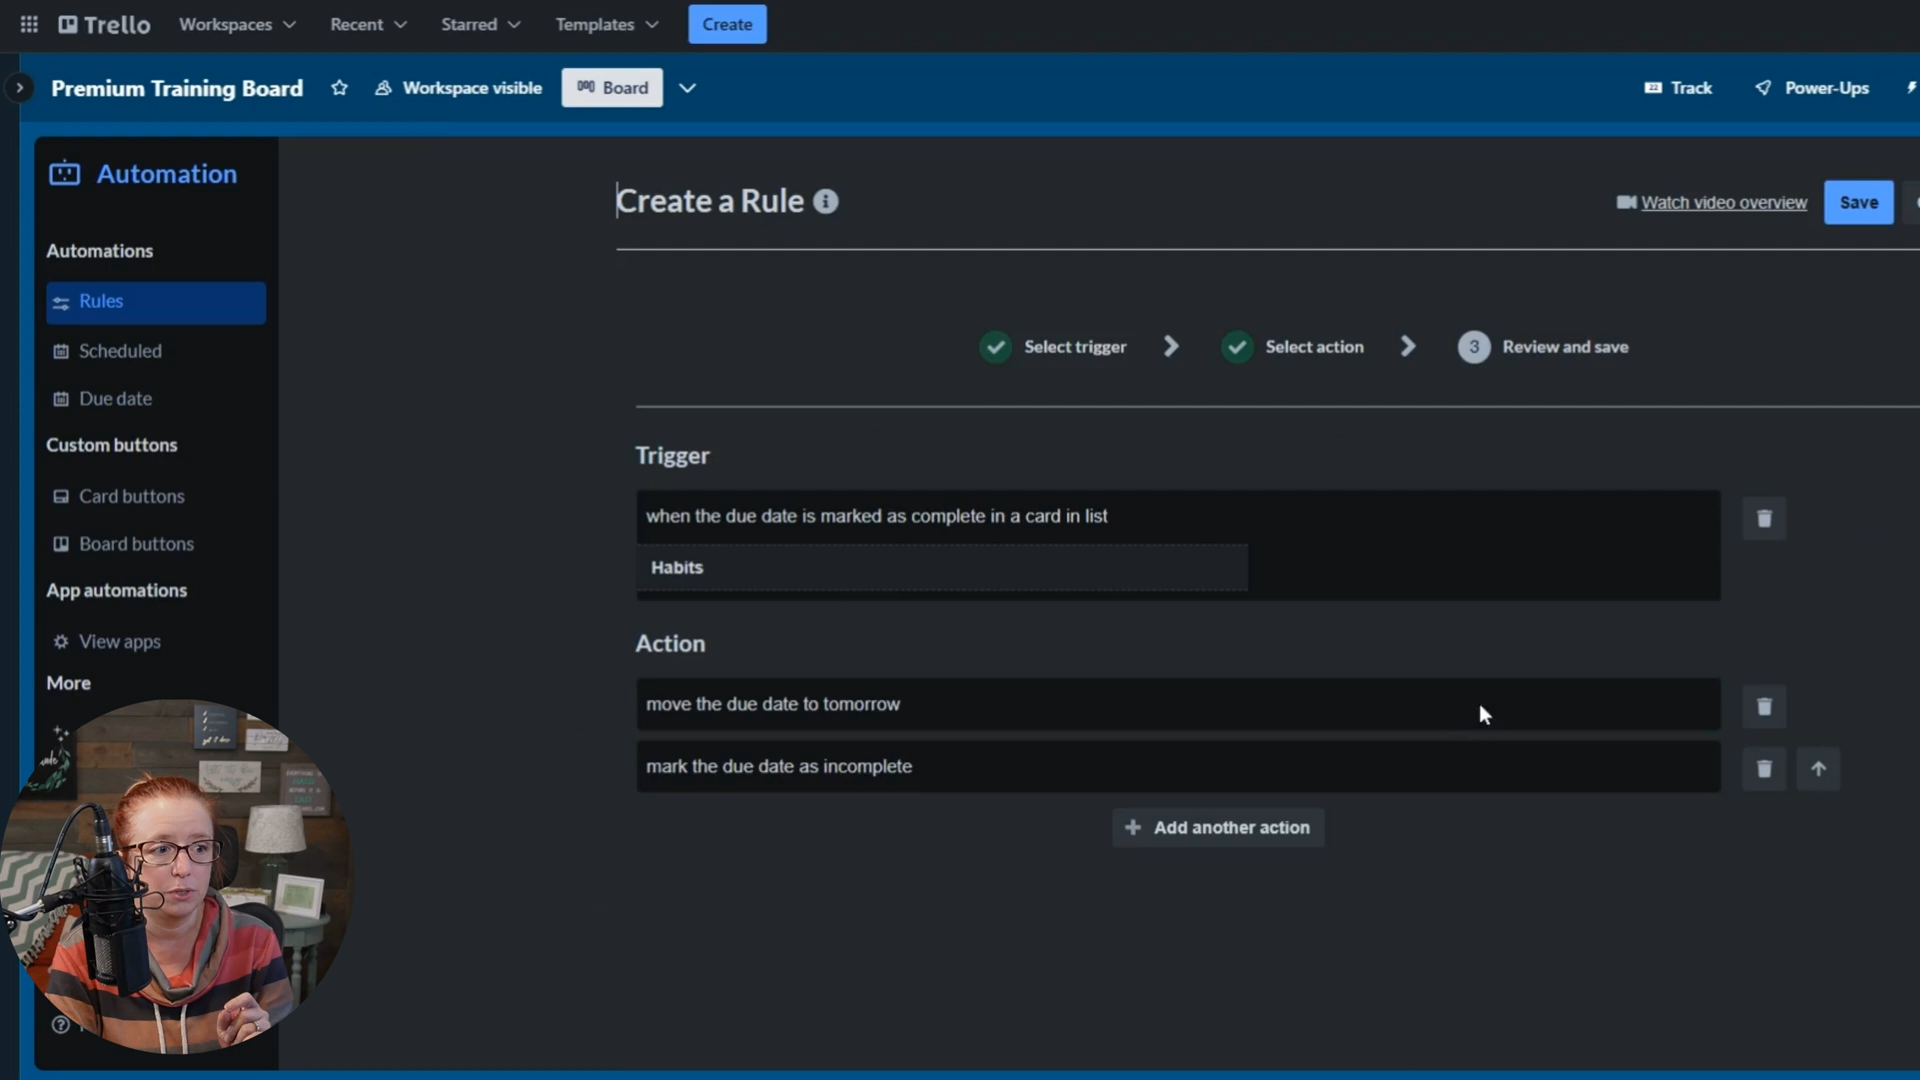 Trello Workspaces Recent Starred Templates Create
Premium Training Board Workspace visible Board Track Power-Ups
Automation
Create a Rule
Watch video overview Save
Automations
Rules
Scheduled
Due date
Custom buttons
Card buttons
Board buttons
App automations
View apps
More
Select trigger Select action 3 Review and save
Trigger
when the due date is marked as complete in a card in list
Habits
Action
move the due date to tomorrow
mark the due date as incomplete
Add another action